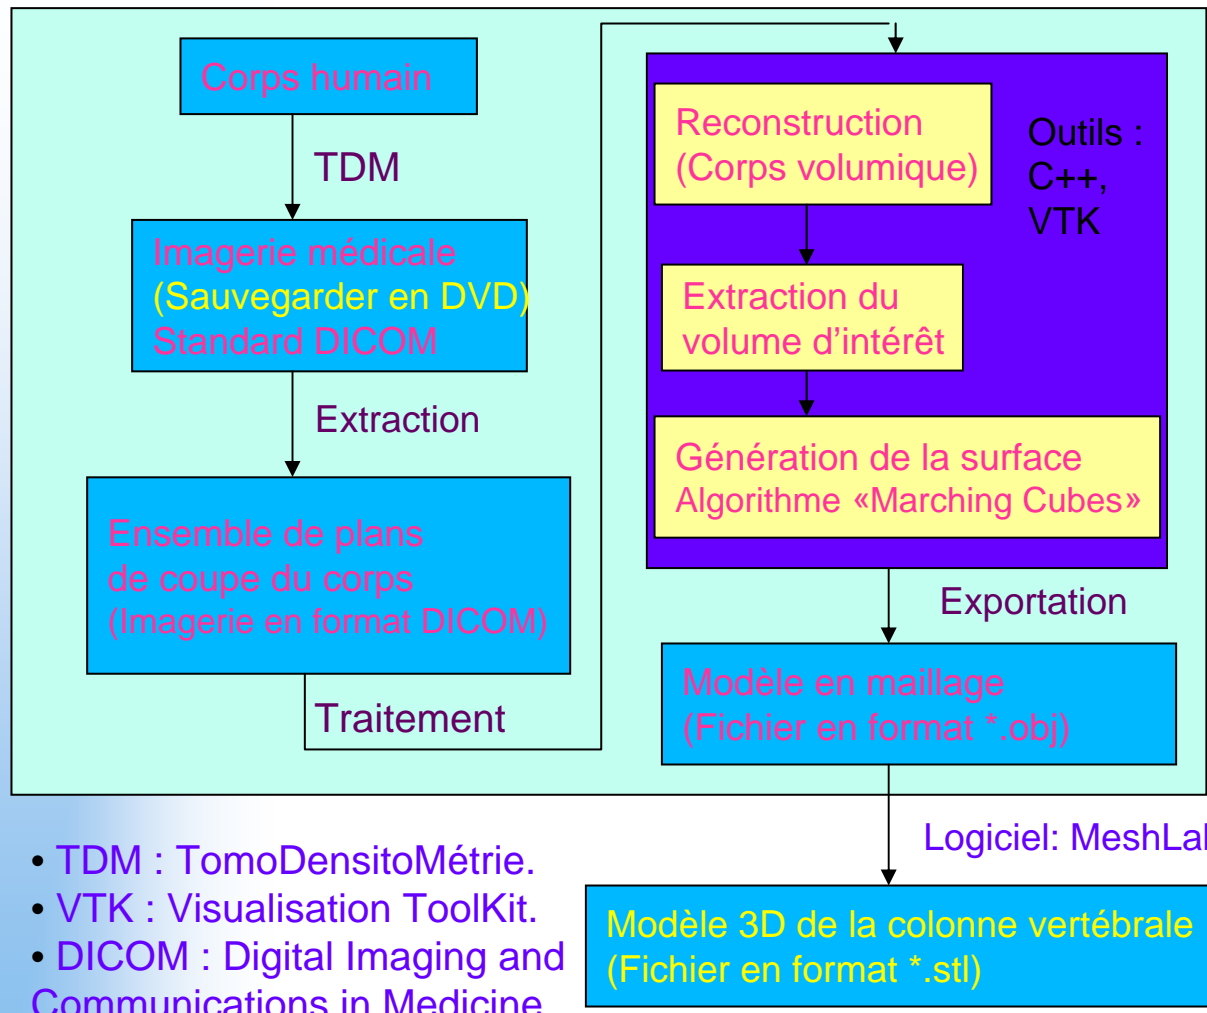 Corps humain
TDM
Imagerie médicale
(Sauvegarder en DVD)
Standard DICOM
Extraction
Ensemble de plans
de coupe du corps
(Imagerie en format DICOM)
Traitement
Reconstruction
(Corps volumique)
Outils :
C++,
VTK
Extraction du
volume d’intérêt
Génération de la surface
Algorithme «Marching Cubes»
Exportation
Modèle en maillage
(Fichier en format *.obj)
Logiciel: MeshLab
Modèle 3D de la colonne vertébrale
(Fichier en format *.stl)
• TDM : TomoDensitoMétrie.
• VTK : Visualisation ToolKit.
• DICOM : Digital Imaging and
Communications in Medicine